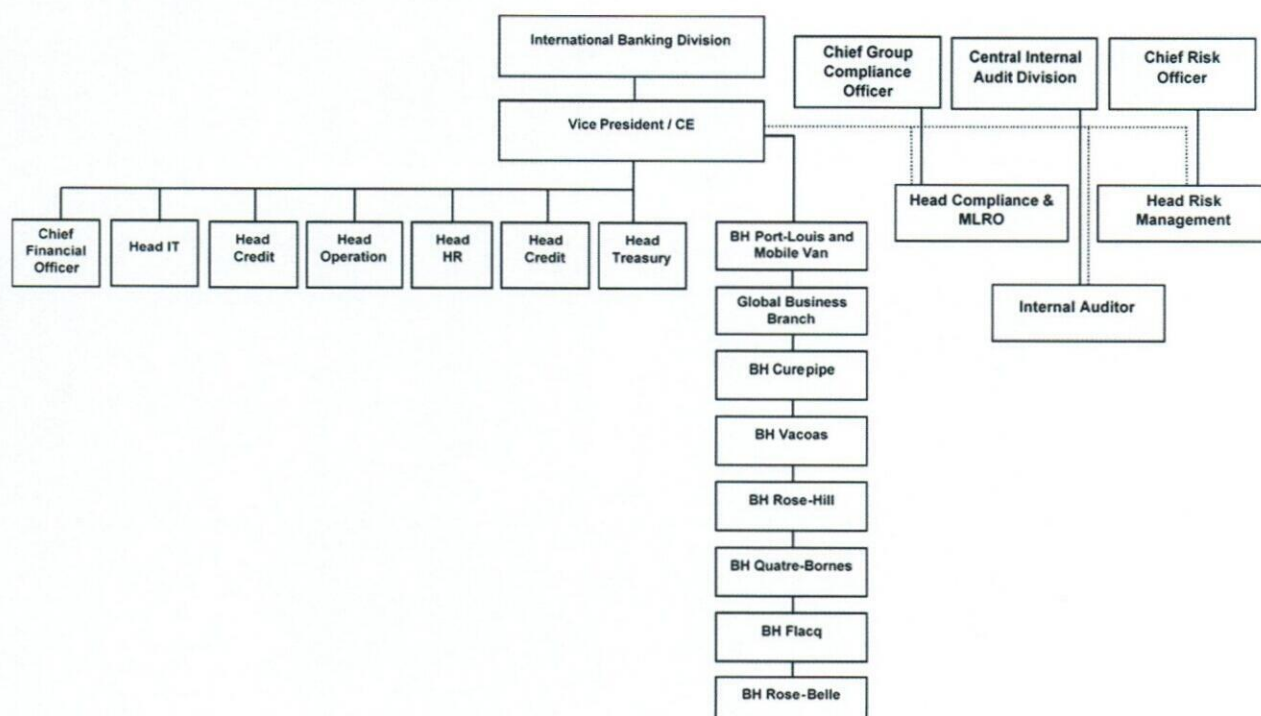 International Banking Division
Chief Group
Compliance
Officer
Central Internal
Audit Division
Chief Risk
Officer
Vice President / CE
Head Compliance &
MLRO
Head Risk
Management
Chief
Financial
Officer
Head IT
Head
Credit
Head
Operation
Head
HR
Head
Credit
Head
Treasury
BH Port-Louis and
Mobile Van
Global Business
Branch
Internal Auditor
BH Curepipe
BH Vacoas
BH Rose-Hill
BH Quatre-Bornes
BH Flacq
BH Rose-Belle